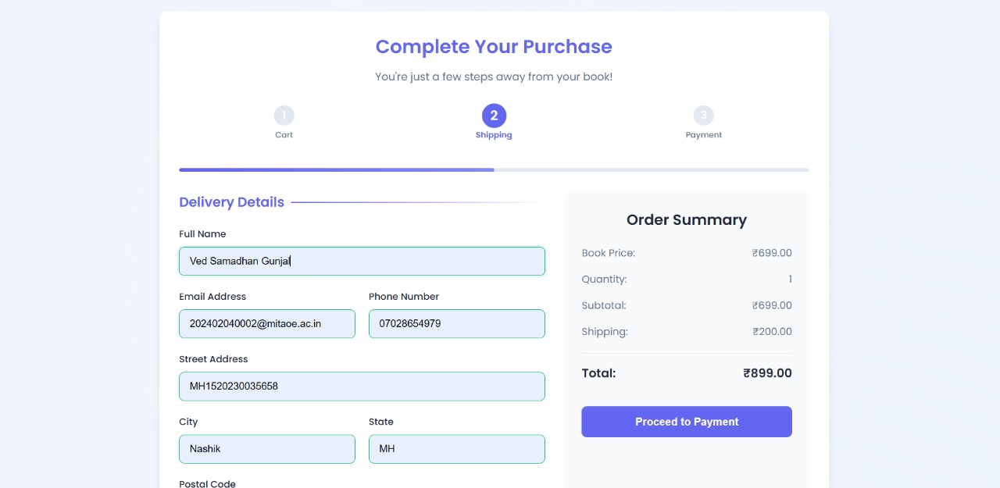 Complete Your Purchase
You're just a few steps away from your book!
1
Cart
2
Shipping
3
Payment
Delivery Details
Full Name
Ved Samadhan Gunjal
Email Address
Phone Number
202402040002@mitaoe.ac.in
07028654979
Street Address
MH1520230035658
City
State
Nashik
MH
Postal Code
Order Summary
Book Price: ₹699.00
Quantity: 1
Subtotal: ₹699.00
Shipping: ₹200.00
Total: ₹899.00
Proceed to Payment